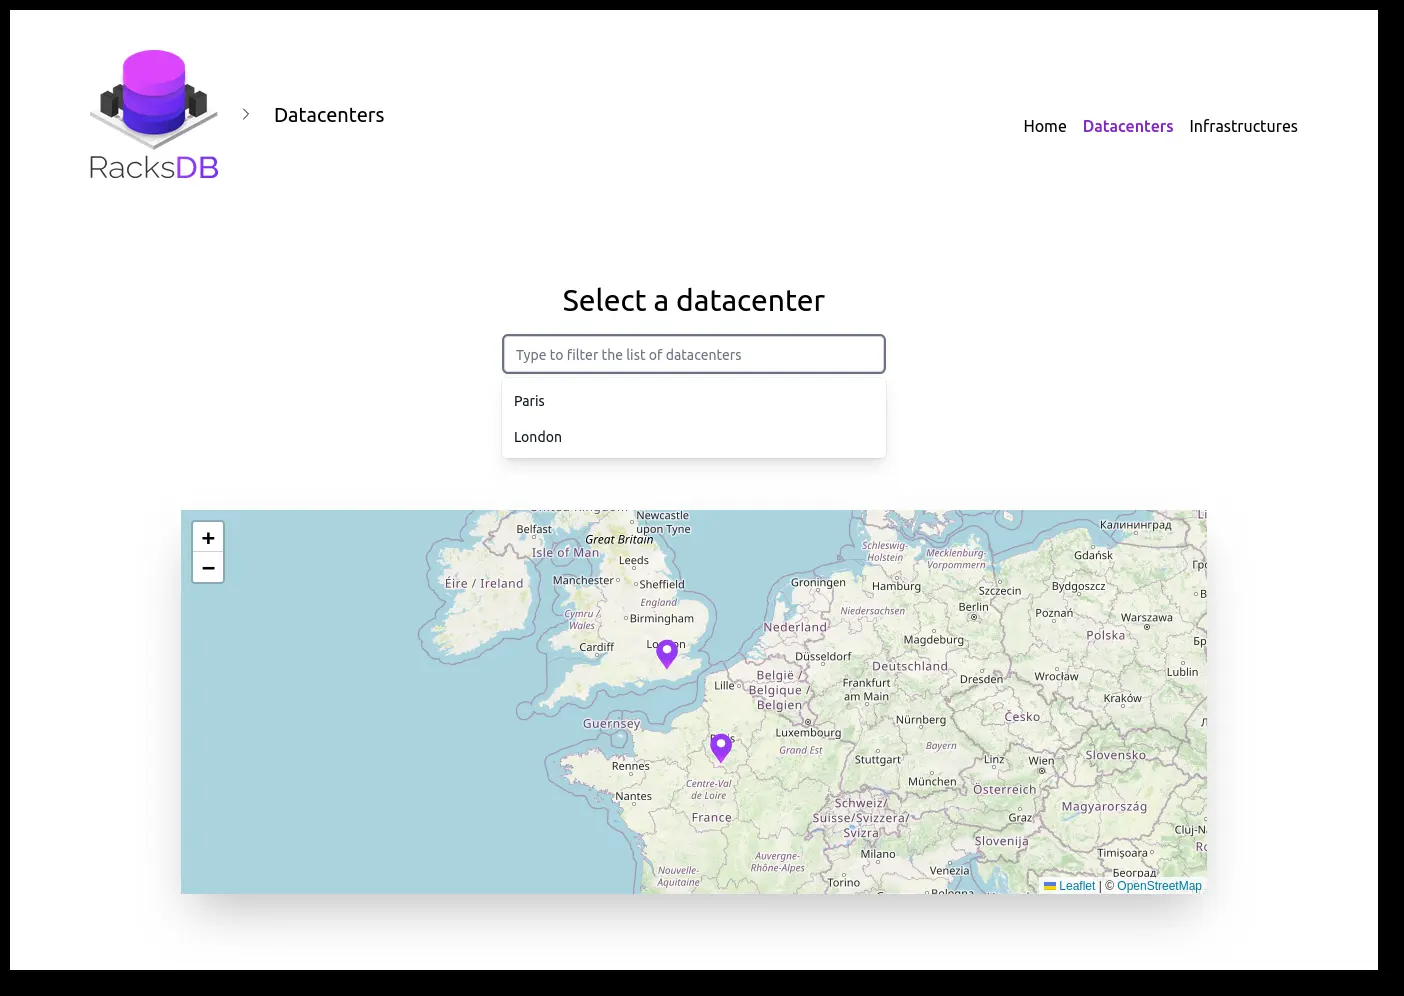 RacksDB
Datacenters
Home Datacenters Infrastructures
Select a datacenter
Type to filter the list of datacenters
Paris
London
+
−
Newcastle
upon Tyne
Belfast
Great Britain
Isle of Man
Leeds
Manchester
Sheffield
Éire / Ireland
England
Birmingham
Cymru /
Wales
Cardiff
Guernsey
Rennes
Nantes
Lille
Centre-Val
de Loire
France
Nouvelle-
Aquitaine
Auvergne-
Rhône-Alpes
Grand Est
Luxembourg
België /
Belgique /
Belgien
Nederland
Groningen
Schleswig-
Holstein
Mecklenburg-
Vorpommern
Hamburg
Niedersachsen
Berlin
Magdeburg
Düsseldorf
Deutschland
Frankfurt
am Main
Dresden
Nürnberg
Bayern
Stuttgart
München
Schweiz/
Suisse/Svizzera/
Svizra
Milano
Torino
Venezia
Bologna
Linz
Wien
Österreich
Graz
Slovenija
Česko
Slovensko
Magyarország
Калининград
Gdańsk
Szczecin
Bydgoszcz
Poznań
Warszawa
Polska
Wrocław
Lublin
Kraków
Timișoara
Београд
Cluj-N
Leaflet | © OpenStreetMap